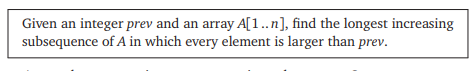 Given an integer prev and an array A[1 .. n], find the longest increasing
subsequence of A in which every element is larger than prev.